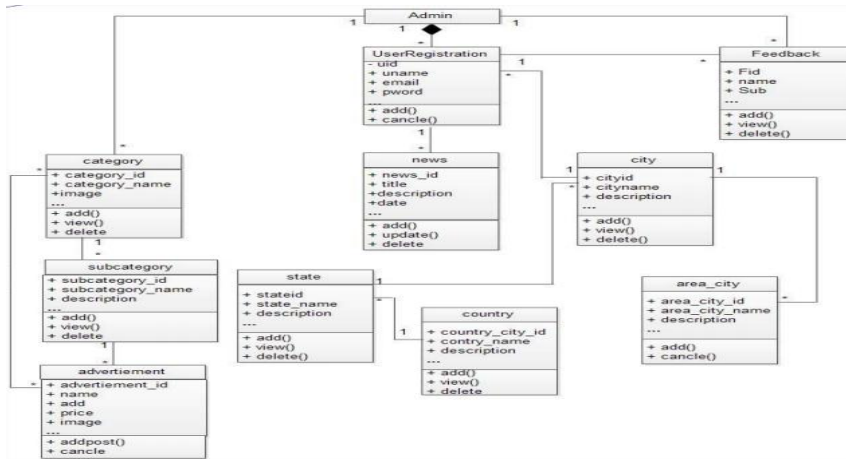 Admin
1
1
1
*
*
*
UserRegistration
- uid
+ uname
+ email
+ pword
---
+ add()
+ cancle()
1
*
*
1
Feedback
+ Fid
+ name
+ Sub
---
+ add()
+ view()
+ delete()
*
*
category
+ category_id
+ category_name
+image
---
+ add()
+ view()
+ delete
1
*
news
+ news_id
+ title
+description
+date
---
+ add()
+ update()
+ delete
1
*
city
+ cityid
+ cityname
+ description
---
+ add()
+ view()
+ delete()
1
*
subcategory
+ subcategory_id
+ subcategory_name
+ description
---
+ add()
+ view()
+ delete
1
*
state
+ stateid
+ state_name
+ description
---
+ add()
+ view()
+ delete()
1
*
1
country
+ country_city_id
+ contry_name
+ description
---
+ add()
+ view()
+ delete
area_city
+ area_city_id
+ area_city_name
+ description
---
+ add()
+ cancle()
*
advertiement
+ advertiement_id
+ name
+ add
+ price
+ image
---
+ addpost()
+ cancle
*